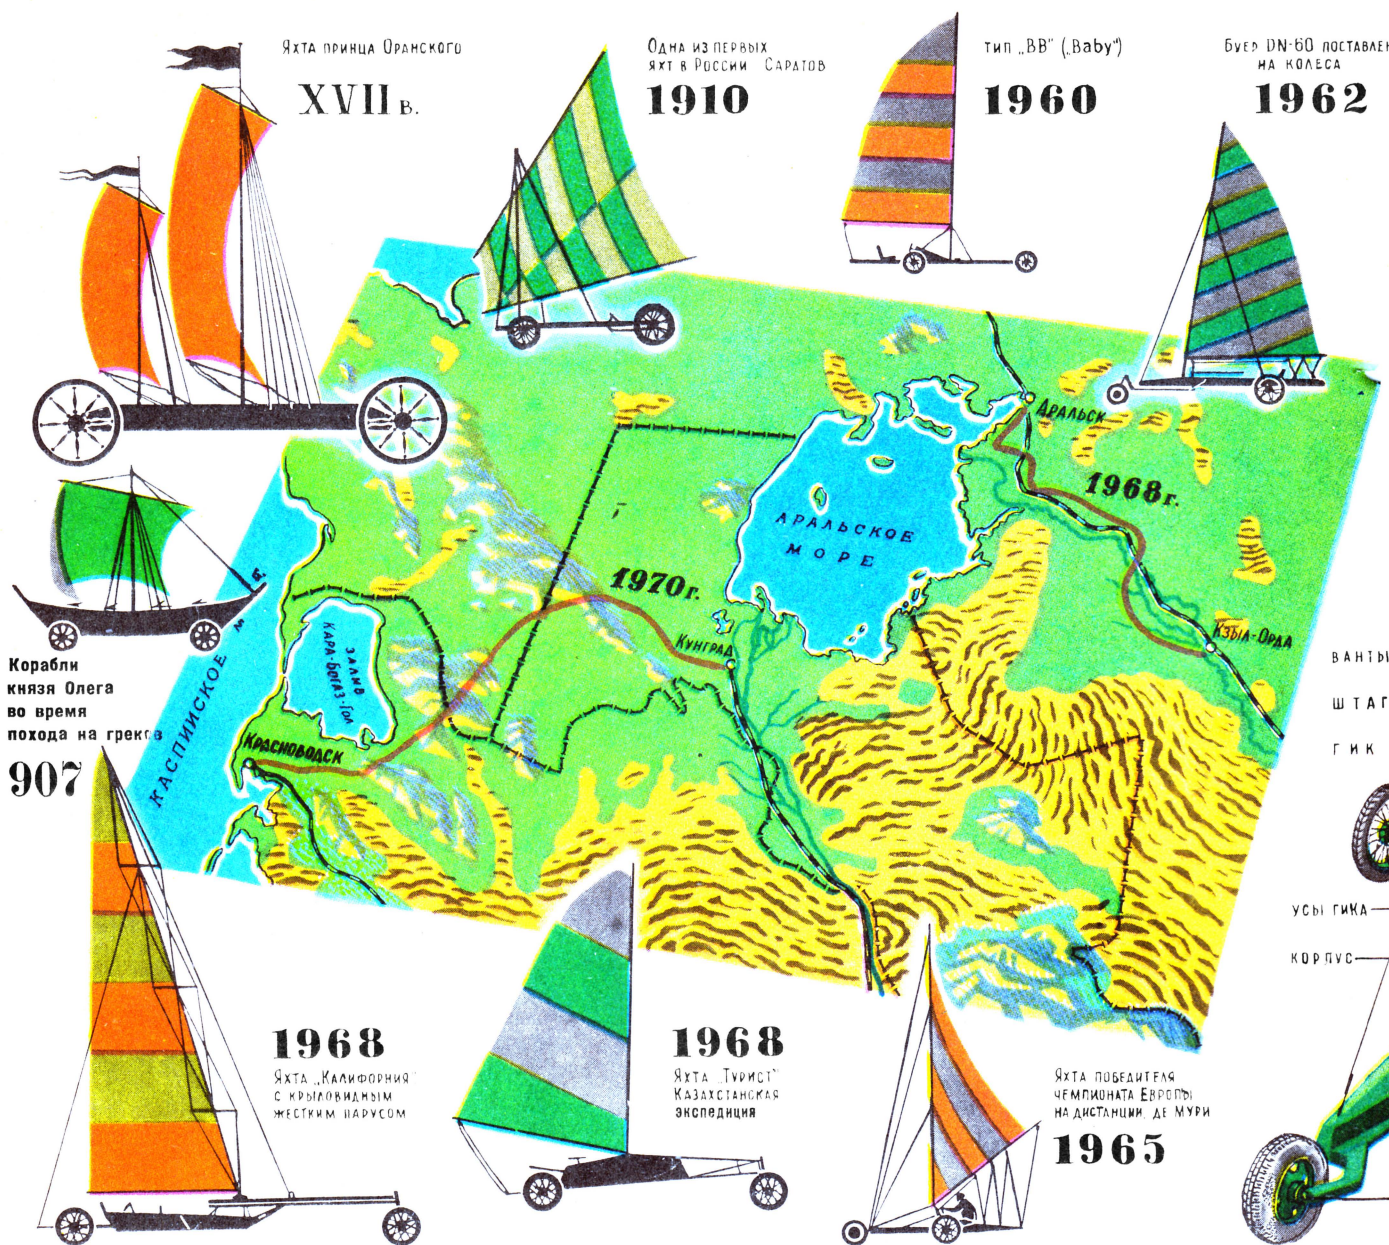 Яхта принца Оранского
XVII в.
Одна из первых
яхт в России Саратов
1910
тип „BB" („Baby")
1960
Буер DN-60 поставлен
на колеса
1962
Аральск
1968г.
Аральское
море
1970г.
Кунград
Кзыл-Орда
залив
Кара-Богаз-Гол
Каспийское
Красноводск
Корабли
князя Олега
во время
похода на греков
907
ванты
штаг
гик
усы гика
корпус
1968
Яхта „Калифорния"
с крыловидным
жестким парусом
1968
Яхта „Турист"
Казахстанская
экспедиция
Яхта победителя
чемпионата Европы
на дистанции, де Мури
1965